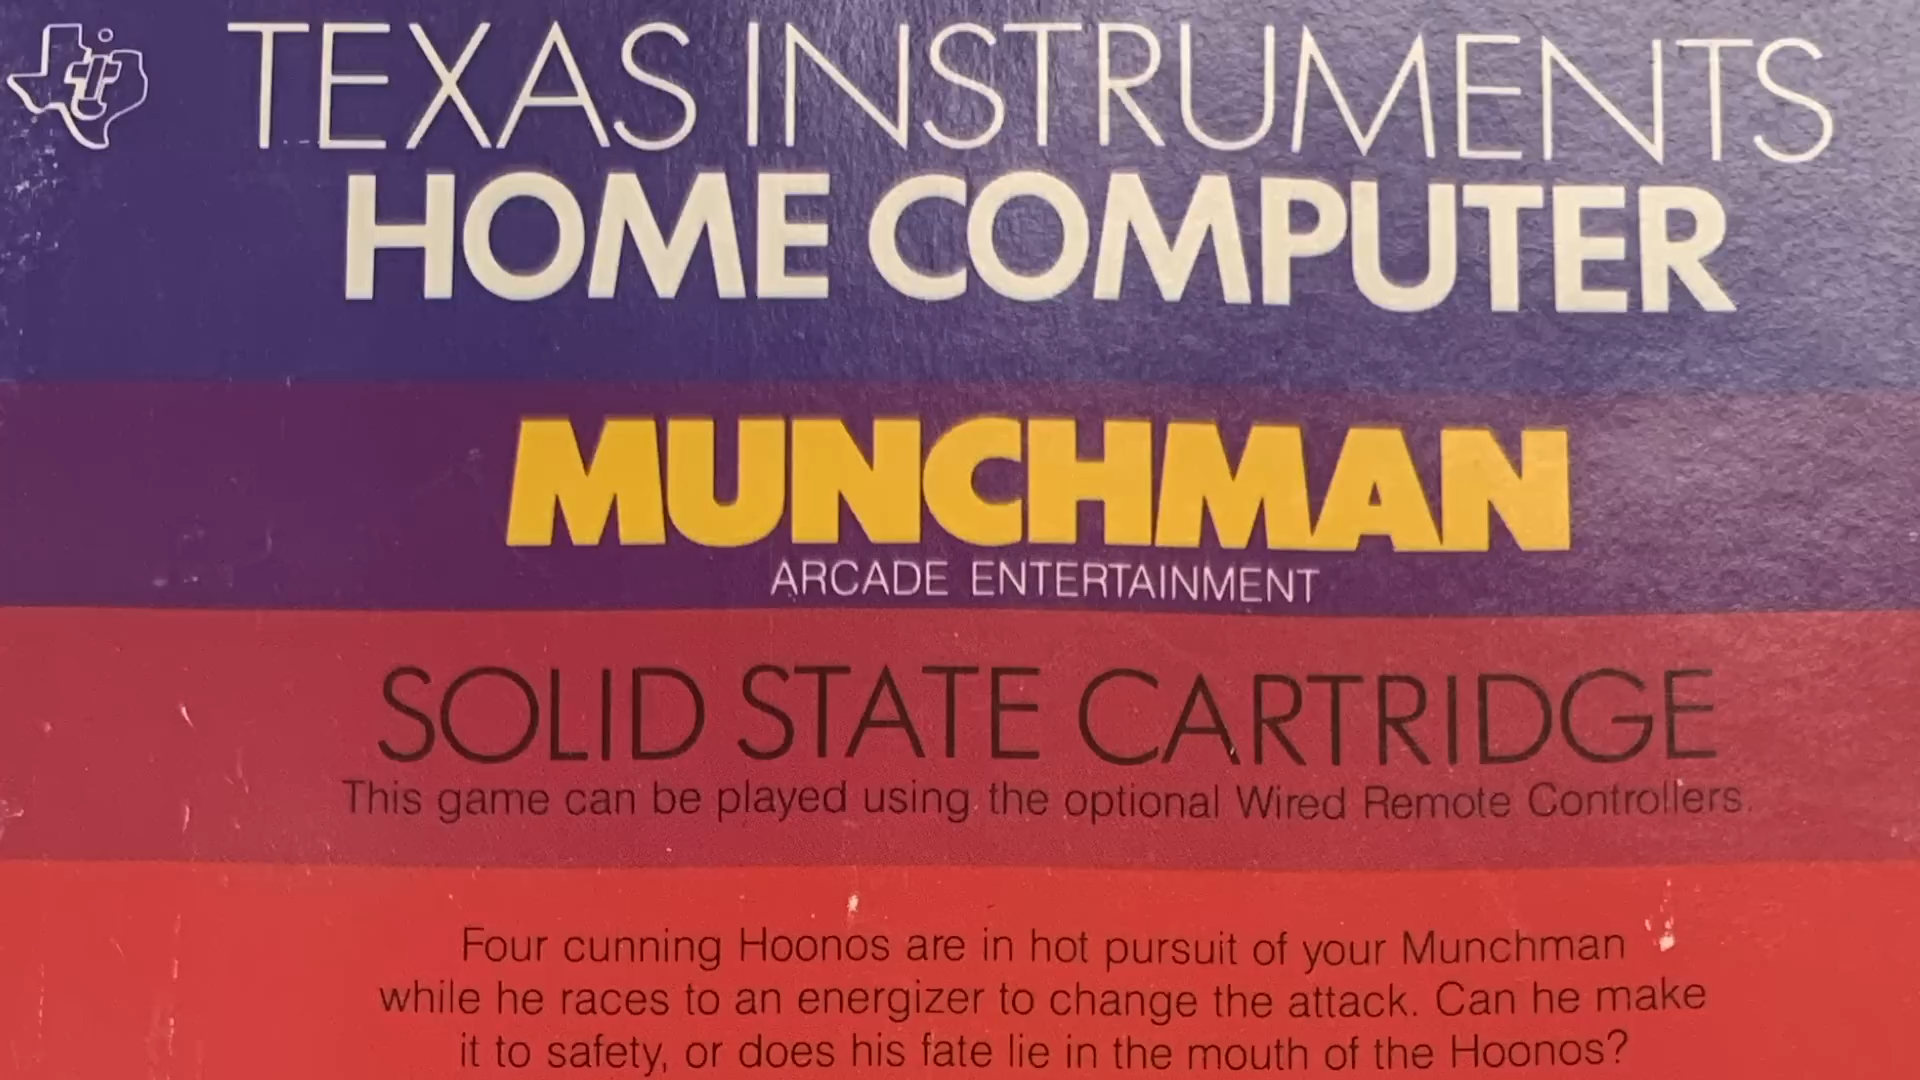 TEXAS INSTRUMENTS
HOME COMPUTER
MUNCHMAN
ARCADE ENTERTAINMENT
SOLID STATE CARTRIDGE
This game can be played using the optional Wired Remote Controllers.
Four cunning Hoonos are in hot pursuit of your Munchman
while he races to an energizer to change the attack. Can he make
it to safety, or does his fate lie in the mouth of the Hoonos?